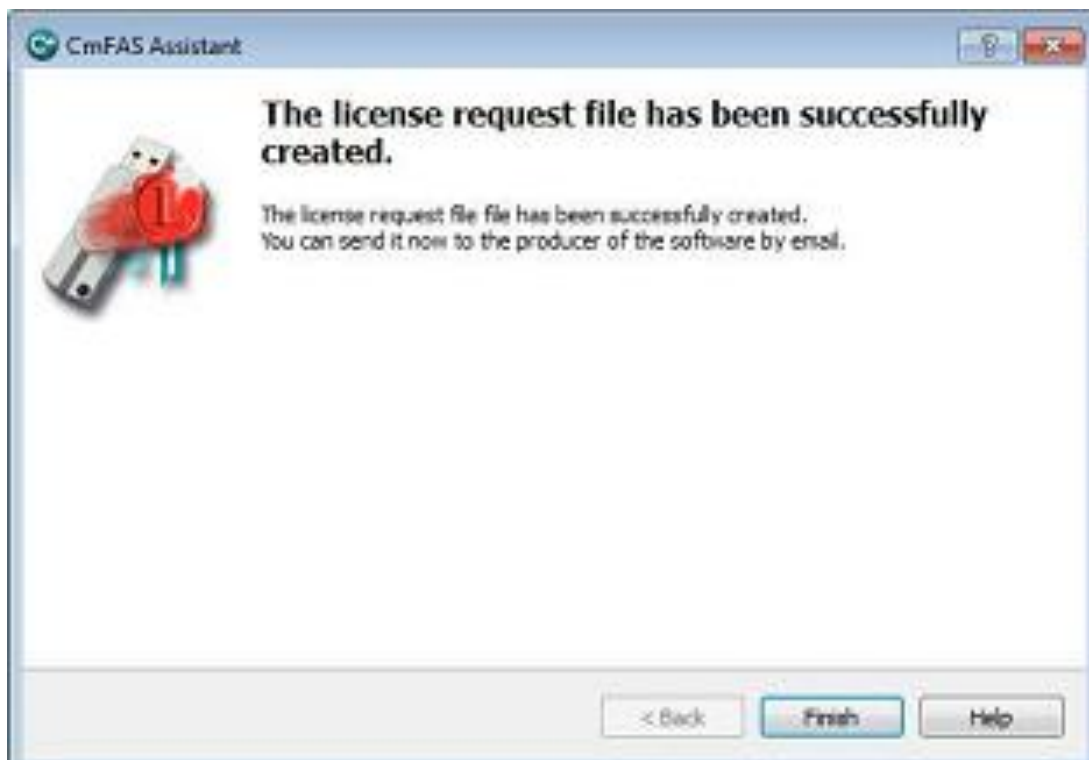 CmFAS Assistant
The license request file has been successfully
created.
The license request file file has been successfully created.
You can send it now to the producer of the software by email.
< Back
Finish
Help